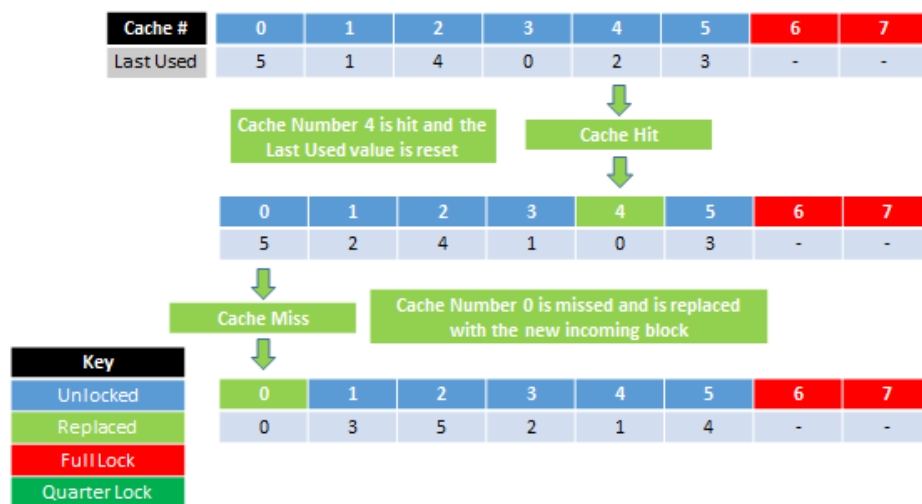 Cache # 0 1 2 3 4 5 6 7
Last Used 5 1 4 0 2 3 - -
Cache Number 4 is hit and the
Last Used value is reset
Cache Hit
0 1 2 3 4 5 6 7
5 2 4 1 0 3 - -
Cache Miss
Cache Number 0 is missed and is replaced
with the new incoming block
Key
Unlocked
Replaced
Full Lock
Quarter Lock
0 1 2 3 4 5 6 7
0 3 5 2 1 4 - -